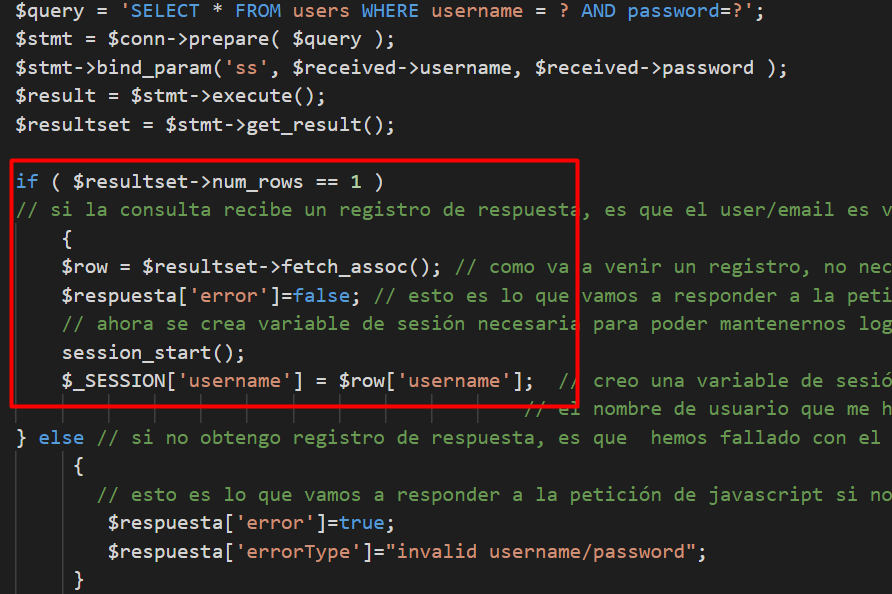 $query = 'SELECT * FROM users WHERE username = ? AND password=?';
$stmt = $conn->prepare( $query );
$stmt->bind_param('ss', $received->username, $received->password );
$result = $stmt->execute();
$resultset = $stmt->get_result();
if ( $resultset->num_rows == 1 )
// si la consulta recibe un registro de respuesta, es que el user/email es v
{
$row = $resultset->fetch_assoc(); // como va a venir un registro, no nec
$respuesta['error']=false; // esto es lo que vamos a responder a la peti
// ahora se crea variable de sesión necesaria para poder mantenernos log
session_start();
$_SESSION['username'] = $row['username']; // creo una variable de sesió
// el nombre de usuario que me h
} else // si no obtengo registro de respuesta, es que  hemos fallado con el
{
// esto es lo que vamos a responder a la petición de javascript si no
$respuesta['error']=true;
$respuesta['errorType']="invalid username/password";
}